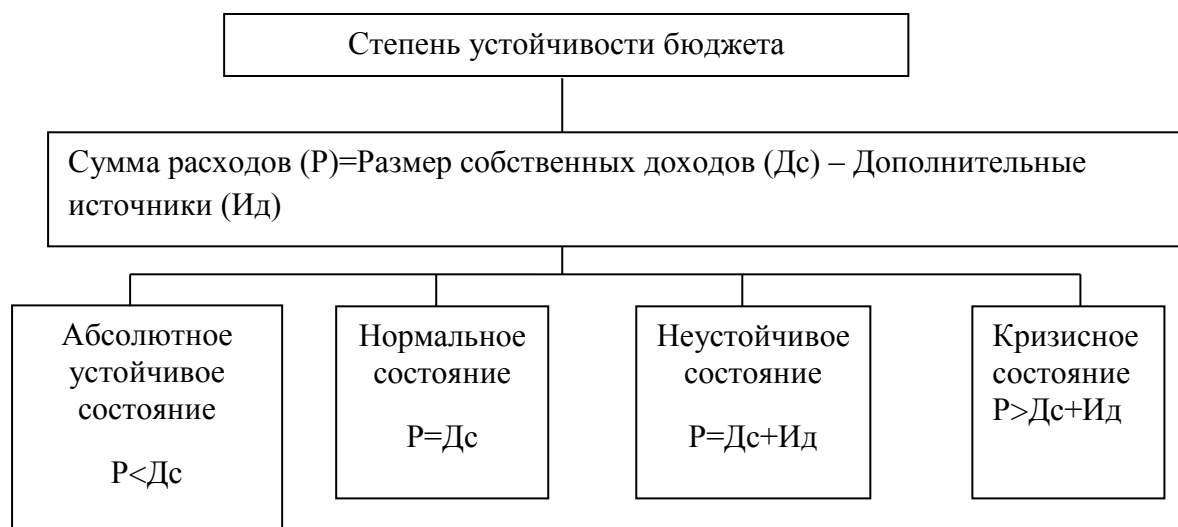 Степень устойчивости бюджета
Сумма расходов (Р)=Размер собственных доходов (Дс) – Дополнительные
источники (Ид)
Абсолютное
устойчивое
состояние
Р<Дс
Нормальное
состояние
Р=Дс
Неустойчивое
состояние
Р=Дс+Ид
Кризисное
состояние
Р>Дс+Ид